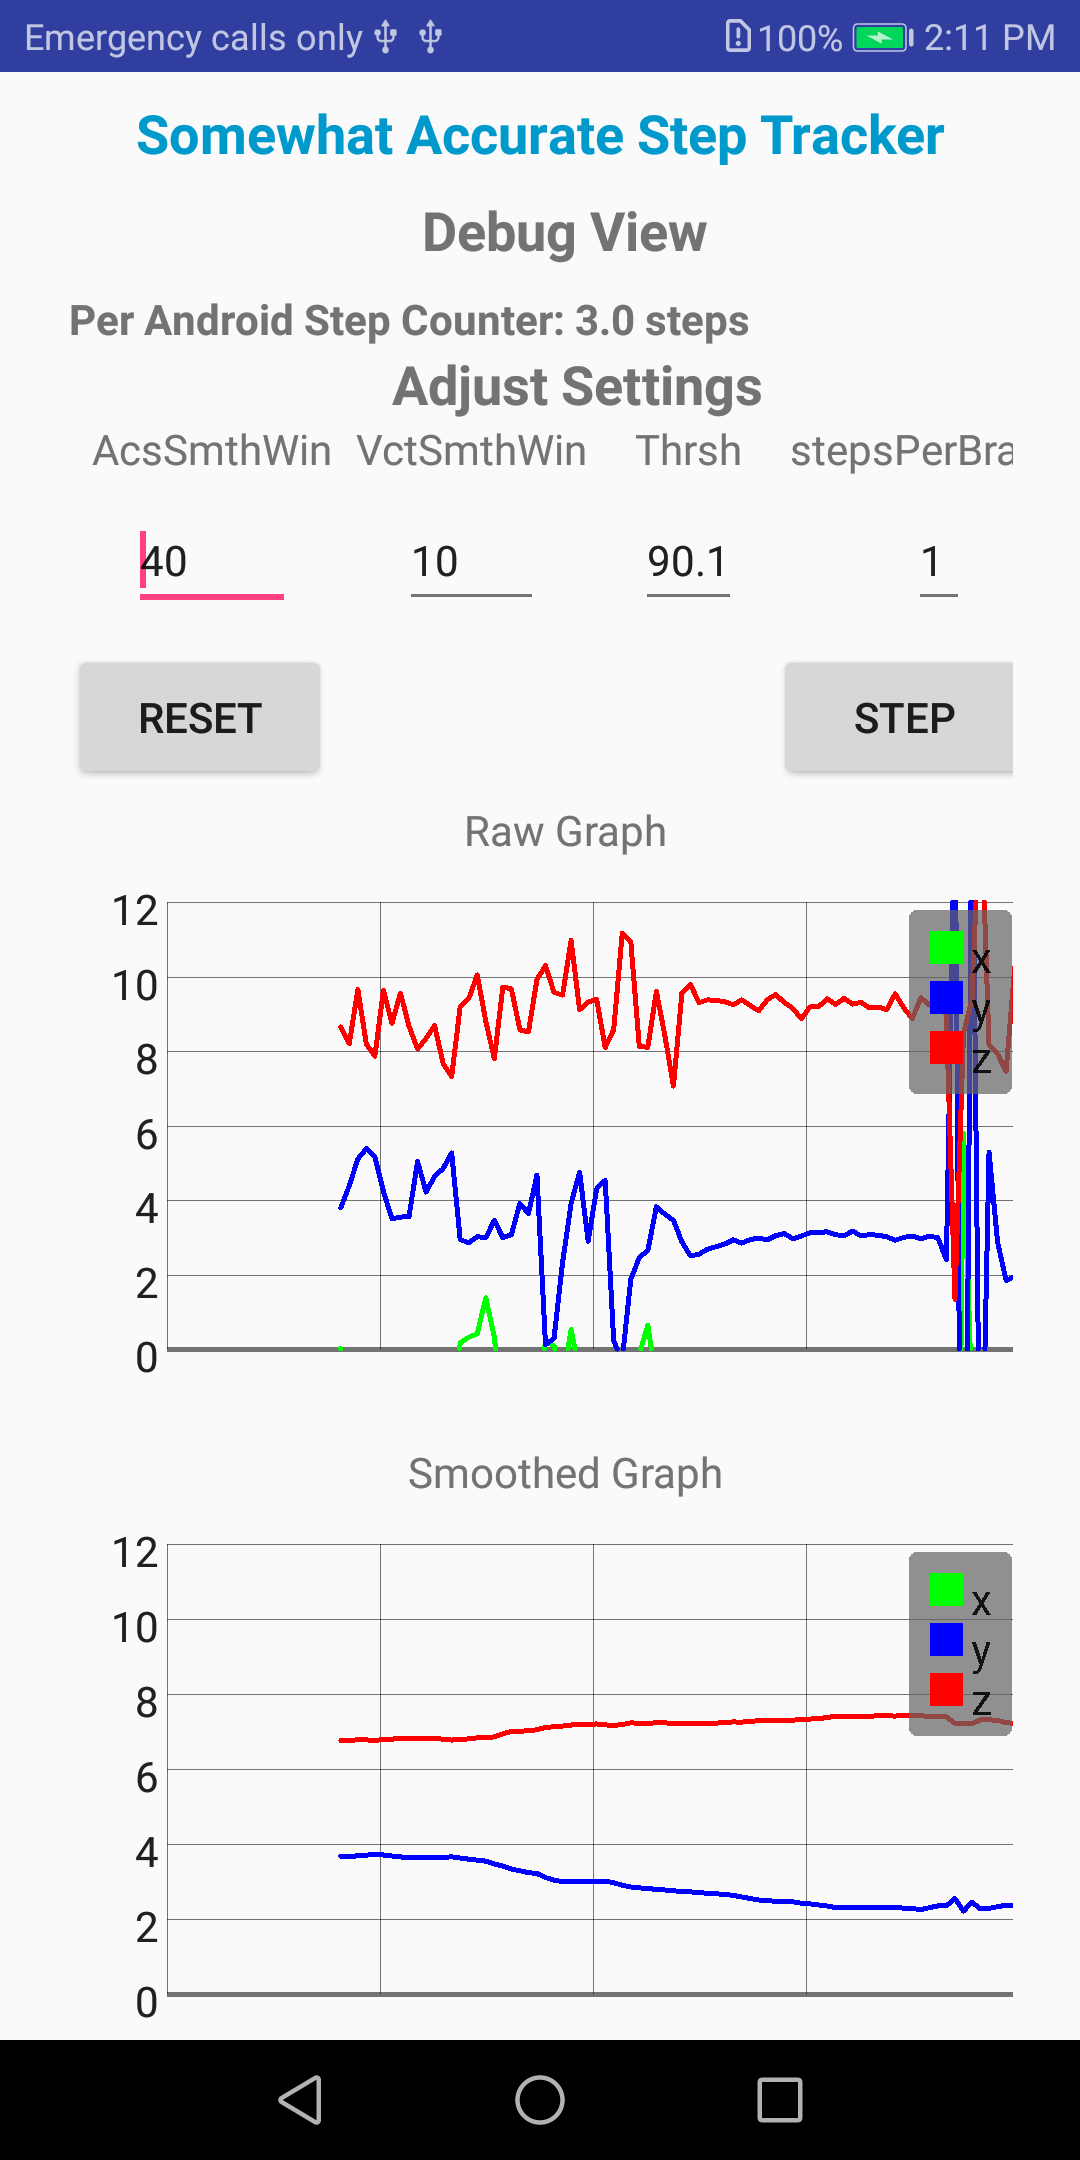 Emergency calls only 100% 2:11 PM
Somewhat Accurate Step Tracker
Debug View
Per Android Step Counter: 3.0 steps
Adjust Settings
AcsSmthWin VctSmthWin Thrsh stepsPerBra
40 10 90.1 1
RESET STEP
Raw Graph
12
10
8
6
4
2
0
x
y
z
Smoothed Graph
12
10
8
6
4
2
0
x
y
z